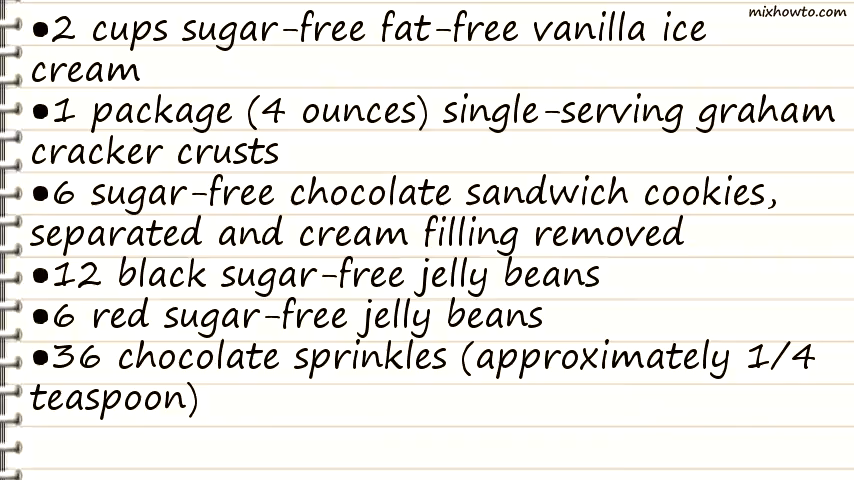 mixhowto.com
•2 cups sugar-free fat-free vanilla ice
cream
•1 package (4 ounces) single-serving graham
cracker crusts
•6 sugar-free chocolate sandwich cookies,
separated and cream filling removed
•12 black sugar-free jelly beans
•6 red sugar-free jelly beans
•36 chocolate sprinkles (approximately 1/4
teaspoon)